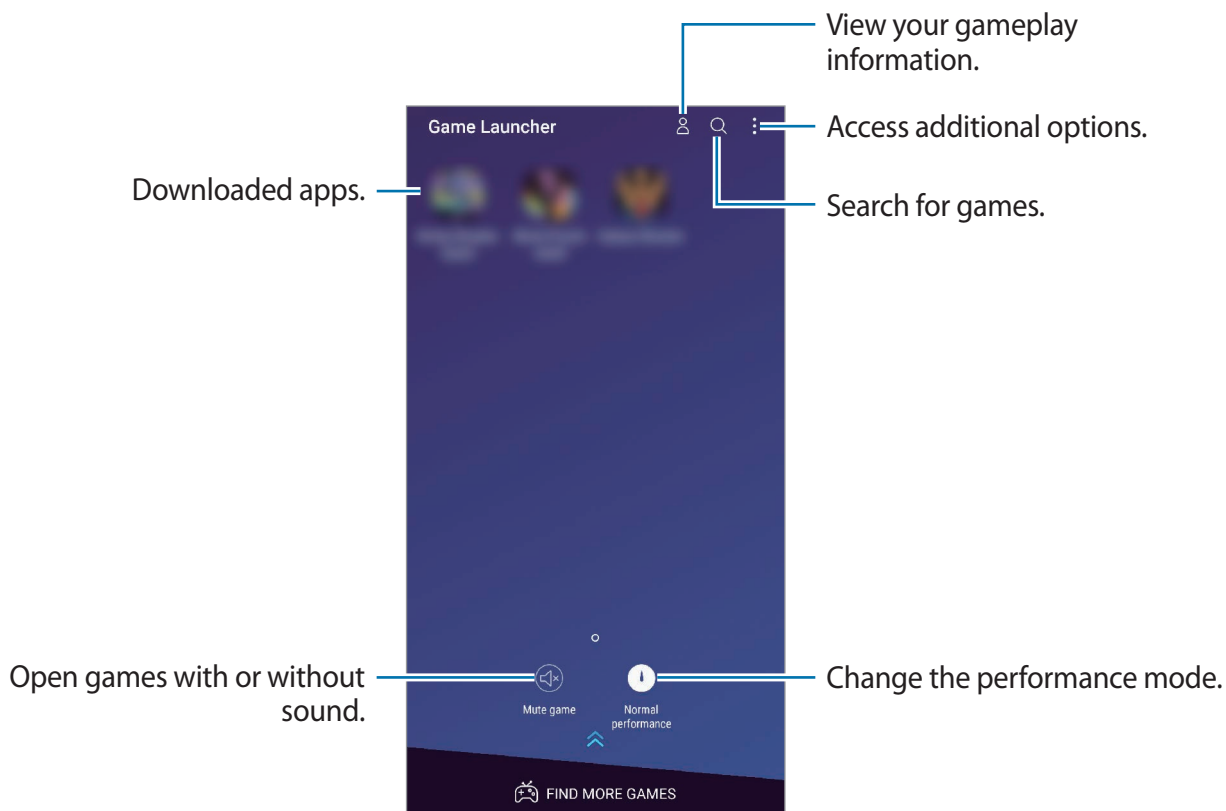 View your gameplay
information.
Game Launcher
Access additional options.
Downloaded apps.
Search for games.
Open games with or without
sound.
Change the performance mode.
Mute game
Normal
performance
FIND MORE GAMES